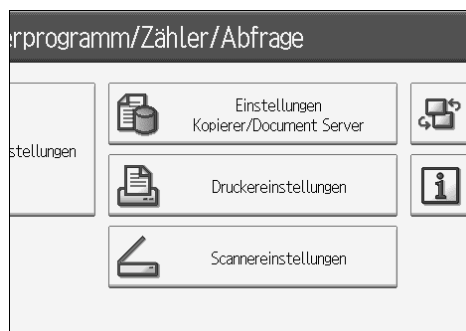 erprogramm/Zähler/Abfrage
stellungen
Einstellungen
Kopierer/Document Server
Druckereinstellungen
Scannereinstellungen